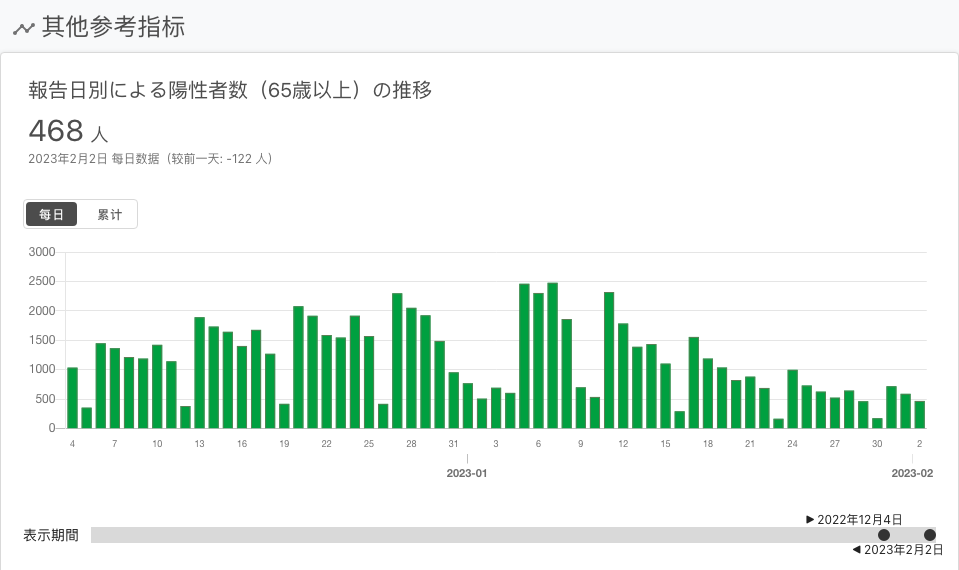 其他参考指标
報告日別による陽性者数（65歳以上）の推移
468 人
2023年2月2日 每日数据（较前一天: -122 人）
每日 累计
3000
2500
2000
1500
1000
500
0
4 7 10 13 16 19 22 25 28 31 3 6 9 12 15 18 21 24 27 30 2
2023-01 2023-02
2022年12月4日
表示期間
2023年2月2日